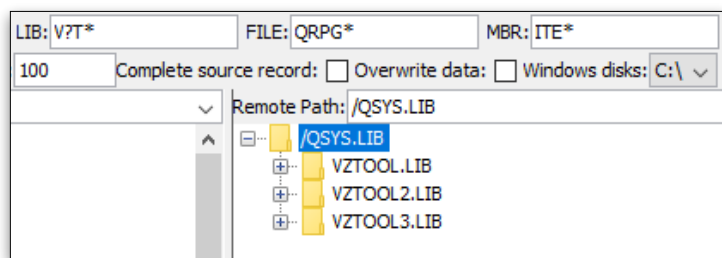 LIB: V?T* FILE: QRPG* MBR: ITE*
100 Complete source record: Overwrite data: Windows disks: C:\
Remote Path: /QSYS.LIB
/QSYS.LIB
VZTOOL.LIB
VZTOOL2.LIB
VZTOOL3.LIB